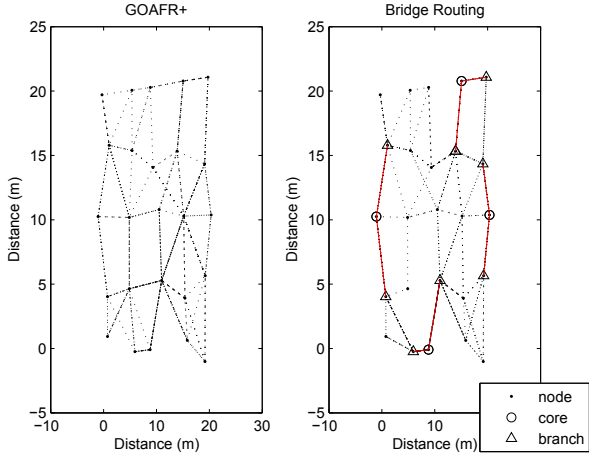 GOAFR+
25
20
15
10
5
0
−5
−10 0 10 20 30
Distance (m)
Distance (m)
Bridge Routing
25
20
15
10
5
0
−5
−10 0 10
Distance (m)
Distance (m)
node
core
branch